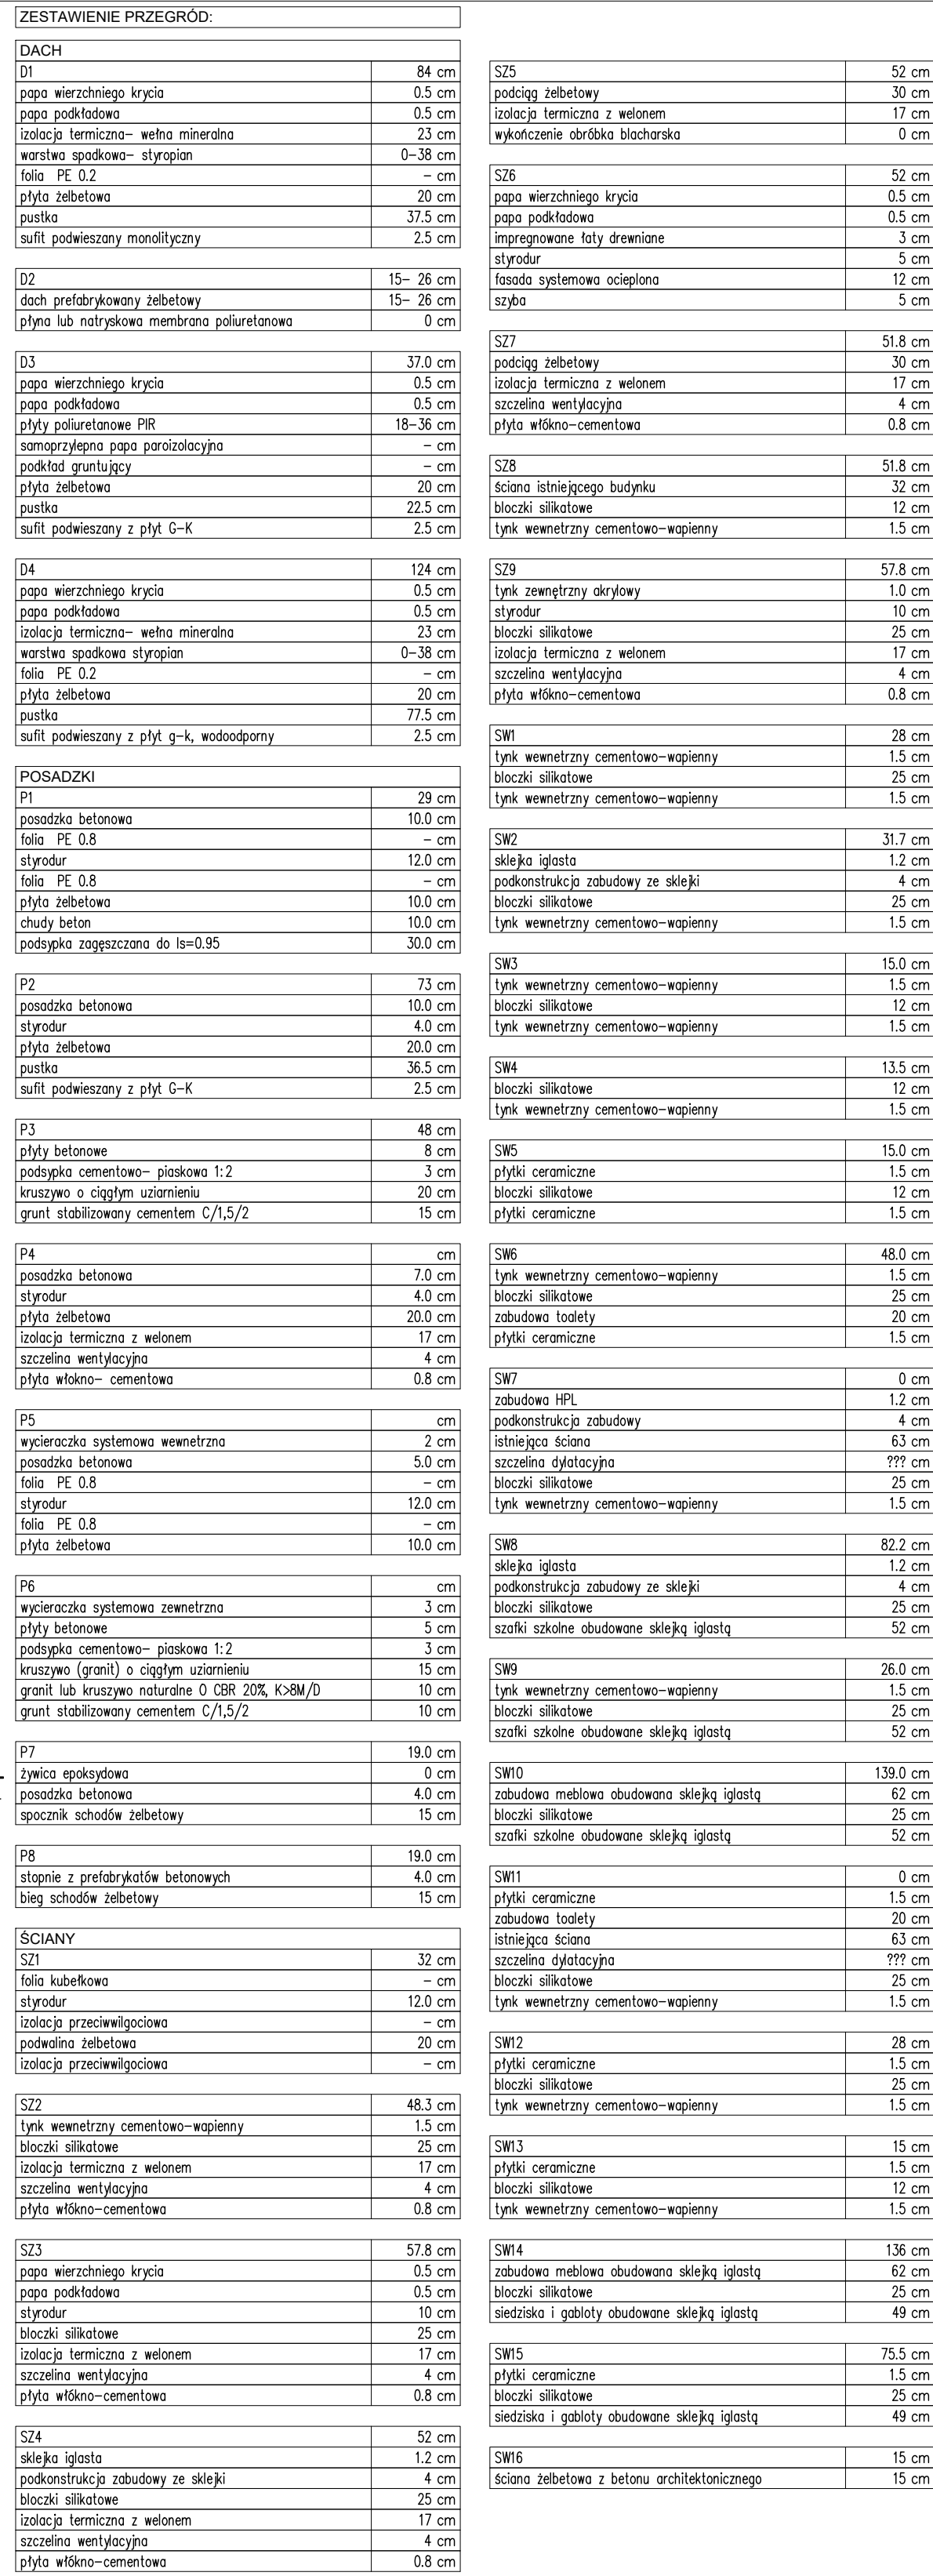 ZESTAWIENIE PRZEGRÓD:
DACH
D1 84 cm
papa wierzchniego krycia 0.5 cm
papa podkładowa 0.5 cm
izolacja termiczna– wełna mineralna 23 cm
warstwa spadkowa– styropian 0–38 cm
folia PE 0.2 – cm
płyta żelbetowa 20 cm
pustka 37.5 cm
sufit podwieszany monolityczny 2.5 cm
D2 15– 26 cm
dach prefabrykowany żelbetowy 15– 26 cm
płyna lub natryskowa membrana poliuretanowa 0 cm
D3 37.0 cm
papa wierzchniego krycia 0.5 cm
papa podkładowa 0.5 cm
płyty poliuretanowe PIR 18–36 cm
samoprzylepna papa paroizolacyjna – cm
podkład gruntujący – cm
płyta żelbetowa 20 cm
pustka 22.5 cm
sufit podwieszany z płyt G–K 2.5 cm
D4 124 cm
papa wierzchniego krycia 0.5 cm
papa podkładowa 0.5 cm
izolacja termiczna– wełna mineralna 23 cm
warstwa spadkowa styropian 0–38 cm
folia PE 0.2 – cm
płyta żelbetowa 20 cm
pustka 77.5 cm
sufit podwieszany z płyt g–k, wodoodporny 2.5 cm
POSADZKI
P1 29 cm
posadzka betonowa 10.0 cm
folia PE 0.8 – cm
styrodur 12.0 cm
folia PE 0.8 – cm
płyta żelbetowa 10.0 cm
chudy beton 10.0 cm
podsypka zagęszczana do Is=0.95 30.0 cm
P2 73 cm
posadzka betonowa 10.0 cm
styrodur 4.0 cm
płyta żelbetowa 20.0 cm
pustka 36.5 cm
sufit podwieszany z płyt G–K 2.5 cm
P3 48 cm
płyty betonowe 8 cm
podsypka cementowo– piaskowa 1:2 3 cm
kruszywo o ciągłym uziarnieniu 20 cm
grunt stabilizowany cementem C/1,5/2 15 cm
P4 cm
posadzka betonowa 7.0 cm
styrodur 4.0 cm
płyta żelbetowa 20.0 cm
izolacja termiczna z welonem 17 cm
szczelina wentylacyjna 4 cm
płyta włokno– cementowa 0.8 cm
P5 cm
wycieraczka systemowa wewnetrzna 2 cm
posadzka betonowa 5.0 cm
folia PE 0.8 – cm
styrodur 12.0 cm
folia PE 0.8 – cm
płyta żelbetowa 10.0 cm
P6 cm
wycieraczka systemowa zewnetrzna 3 cm
płyty betonowe 5 cm
podsypka cementowo– piaskowa 1:2 3 cm
kruszywo (granit) o ciągłym uziarnieniu 15 cm
granit lub kruszywo naturalne O CBR 20%, K>8M/D 10 cm
grunt stabilizowany cementem C/1,5/2 10 cm
P7 19.0 cm
żywica epoksydowa 0 cm
posadzka betonowa 4.0 cm
spocznik schodów żelbetowy 15 cm
P8 19.0 cm
stopnie z prefabrykatów betonowych 4.0 cm
bieg schodów żelbetowy 15 cm
ŚCIANY
SZ1 32 cm
folia kubełkowa – cm
styrodur 12.0 cm
izolacja przeciwwilgociowa – cm
podwalina żelbetowa 20 cm
izolacja przeciwwilgociowa – cm
SZ2 48.3 cm
tynk wewnetrzny cementowo–wapienny 1.5 cm
bloczki silikatowe 25 cm
izolacja termiczna z welonem 17 cm
szczelina wentylacyjna 4 cm
płyta włókno–cementowa 0.8 cm
SZ3 57.8 cm
papa wierzchniego krycia 0.5 cm
papa podkładowa 0.5 cm
styrodur 10 cm
bloczki silikatowe 25 cm
izolacja termiczna z welonem 17 cm
szczelina wentylacyjna 4 cm
płyta włókno–cementowa 0.8 cm
SZ4 52 cm
sklejka iglasta 1.2 cm
podkonstrukcja zabudowy ze sklejki 4 cm
bloczki silikatowe 25 cm
izolacja termiczna z welonem 17 cm
szczelina wentylacyjna 4 cm
płyta włókno–cementowa 0.8 cm
SZ5 52 cm
podciąg żelbetowy 30 cm
izolacja termiczna z welonem 17 cm
wykończenie obróbka blacharska 0 cm
SZ6 52 cm
papa wierzchniego krycia 0.5 cm
papa podkładowa 0.5 cm
impregnowane łaty drewniane 3 cm
styrodur 5 cm
fasada systemowa ocieplona 12 cm
szyba 5 cm
SZ7 51.8 cm
podciąg żelbetowy 30 cm
izolacja termiczna z welonem 17 cm
szczelina wentylacyjna 4 cm
płyta włókno–cementowa 0.8 cm
SZ8 51.8 cm
ściana istniejącego budynku 32 cm
bloczki silikatowe 12 cm
tynk wewnetrzny cementowo–wapienny 1.5 cm
SZ9 57.8 cm
tynk zewnętrzny akrylowy 1.0 cm
styrodur 10 cm
bloczki silikatowe 25 cm
izolacja termiczna z welonem 17 cm
szczelina wentylacyjna 4 cm
płyta włókno–cementowa 0.8 cm
SW1 28 cm
tynk wewnetrzny cementowo–wapienny 1.5 cm
bloczki silikatowe 25 cm
tynk wewnetrzny cementowo–wapienny 1.5 cm
SW2 31.7 cm
sklejka iglasta 1.2 cm
podkonstrukcja zabudowy ze sklejki 4 cm
bloczki silikatowe 25 cm
tynk wewnetrzny cementowo–wapienny 1.5 cm
SW3 15.0 cm
tynk wewnetrzny cementowo–wapienny 1.5 cm
bloczki silikatowe 12 cm
tynk wewnetrzny cementowo–wapienny 1.5 cm
SW4 13.5 cm
bloczki silikatowe 12 cm
tynk wewnetrzny cementowo–wapienny 1.5 cm
SW5 15.0 cm
płytki ceramiczne 1.5 cm
bloczki silikatowe 12 cm
płytki ceramiczne 1.5 cm
SW6 48.0 cm
tynk wewnetrzny cementowo–wapienny 1.5 cm
bloczki silikatowe 25 cm
zabudowa toalety 20 cm
płytki ceramiczne 1.5 cm
SW7 0 cm
zabudowa HPL 1.2 cm
podkonstrukcja zabudowy 4 cm
istniejąca ściana 63 cm
szczelina dylatacyjna ??? cm
bloczki silikatowe 25 cm
tynk wewnetrzny cementowo–wapienny 1.5 cm
SW8 82.2 cm
sklejka iglasta 1.2 cm
podkonstrukcja zabudowy ze sklejki 4 cm
bloczki silikatowe 25 cm
szafki szkolne obudowane sklejką iglastą 52 cm
SW9 26.0 cm
tynk wewnetrzny cementowo–wapienny 1.5 cm
bloczki silikatowe 25 cm
szafki szkolne obudowane sklejką iglastą 52 cm
SW10 139.0 cm
zabudowa meblowa obudowana sklejką iglastą 62 cm
bloczki silikatowe 25 cm
szafki szkolne obudowane sklejką iglastą 52 cm
SW11 0 cm
płytki ceramiczne 1.5 cm
zabudowa toalety 20 cm
istniejąca ściana 63 cm
szczelina dylatacyjna ??? cm
bloczki silikatowe 25 cm
tynk wewnetrzny cementowo–wapienny 1.5 cm
SW12 28 cm
płytki ceramiczne 1.5 cm
bloczki silikatowe 25 cm
tynk wewnetrzny cementowo–wapienny 1.5 cm
SW13 15 cm
płytki ceramiczne 1.5 cm
bloczki silikatowe 12 cm
tynk wewnetrzny cementowo–wapienny 1.5 cm
SW14 136 cm
zabudowa meblowa obudowana sklejką iglastą 62 cm
bloczki silikatowe 25 cm
siedziska i gabloty obudowane sklejką iglastą 49 cm
SW15 75.5 cm
płytki ceramiczne 1.5 cm
bloczki silikatowe 25 cm
siedziska i gabloty obudowane sklejką iglastą 49 cm
SW16 15 cm
ściana żelbetowa z betonu architektonicznego 15 cm